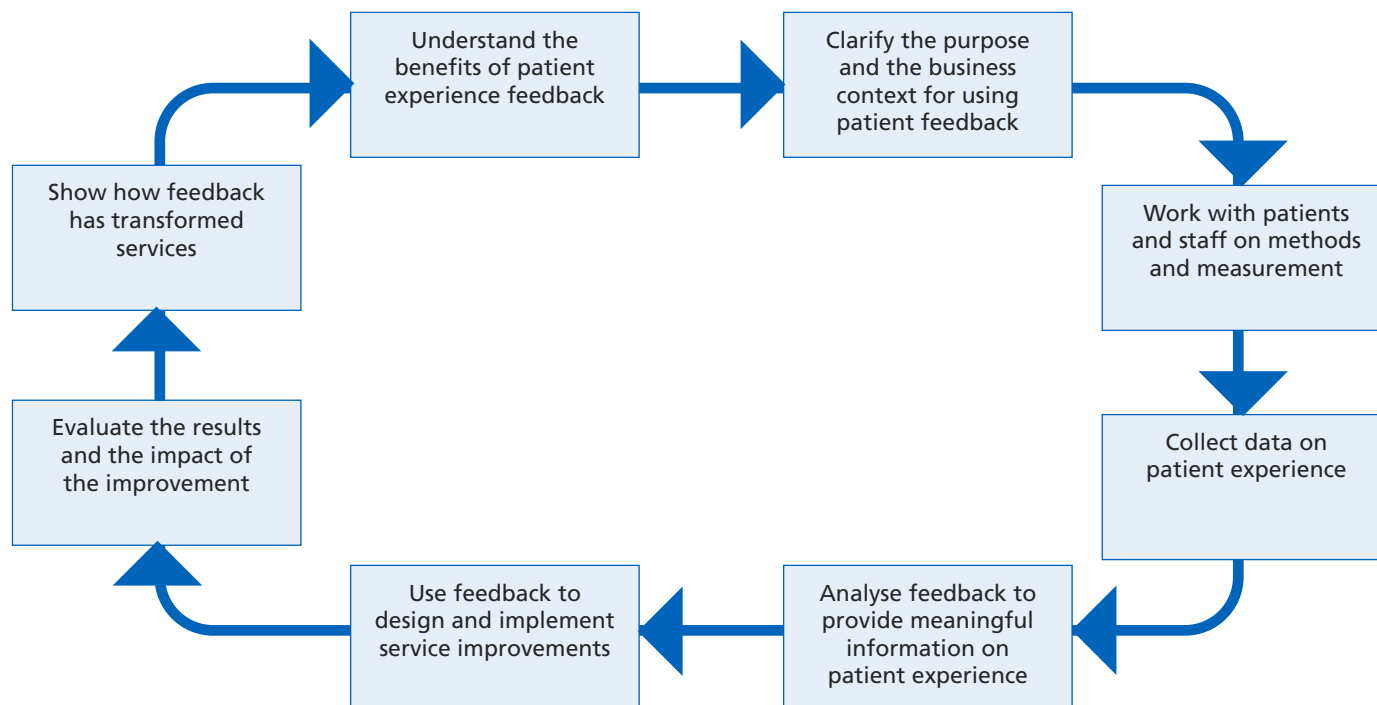 Understand the
benefits of patient
experience feedback
Clarify the purpose
and the business
context for using
patient feedback
Work with patients
and staff on methods
and measurement
Collect data on
patient experience
Analyse feedback to
provide meaningful
information on
patient experience
Use feedback to
design and implement
service improvements
Evaluate the results
and the impact of
the improvement
Show how feedback
has transformed
services